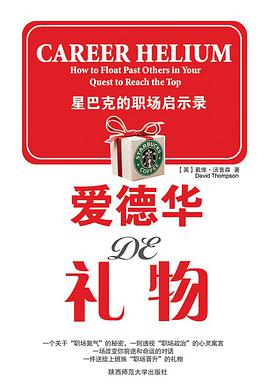 CAREER HELIUM
How to Float Past Others in Your
Quest to Reach the Top
星巴克的职场启示录
STARBUCKS
COFFEE
【英】戴维·汤普森 著
David Thompson
爱德华
DE
礼物
一个关于“职场氦气”的秘密，一则透视“职场政治”的心灵寓言
一场改变你前途和命运的对话
一件送给上班族“职场晋升”的礼物
陕西师范大学出版社